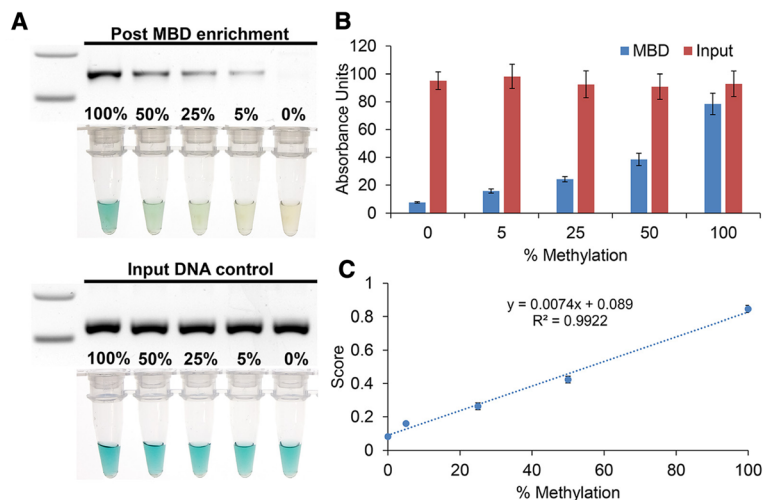 A
Post MBD enrichment
100% 50% 25% 5% 0%
Input DNA control
100% 50% 25% 5% 0%
B
MBD Input
Absorbance Units
120
100
80
60
40
20
0
0 5 25 50 100
% Methylation
C
y = 0.0074x + 0.089
R² = 0.9922
Score
1
0.8
0.6
0.4
0.2
0
0 20 40 60 80 100
% Methylation